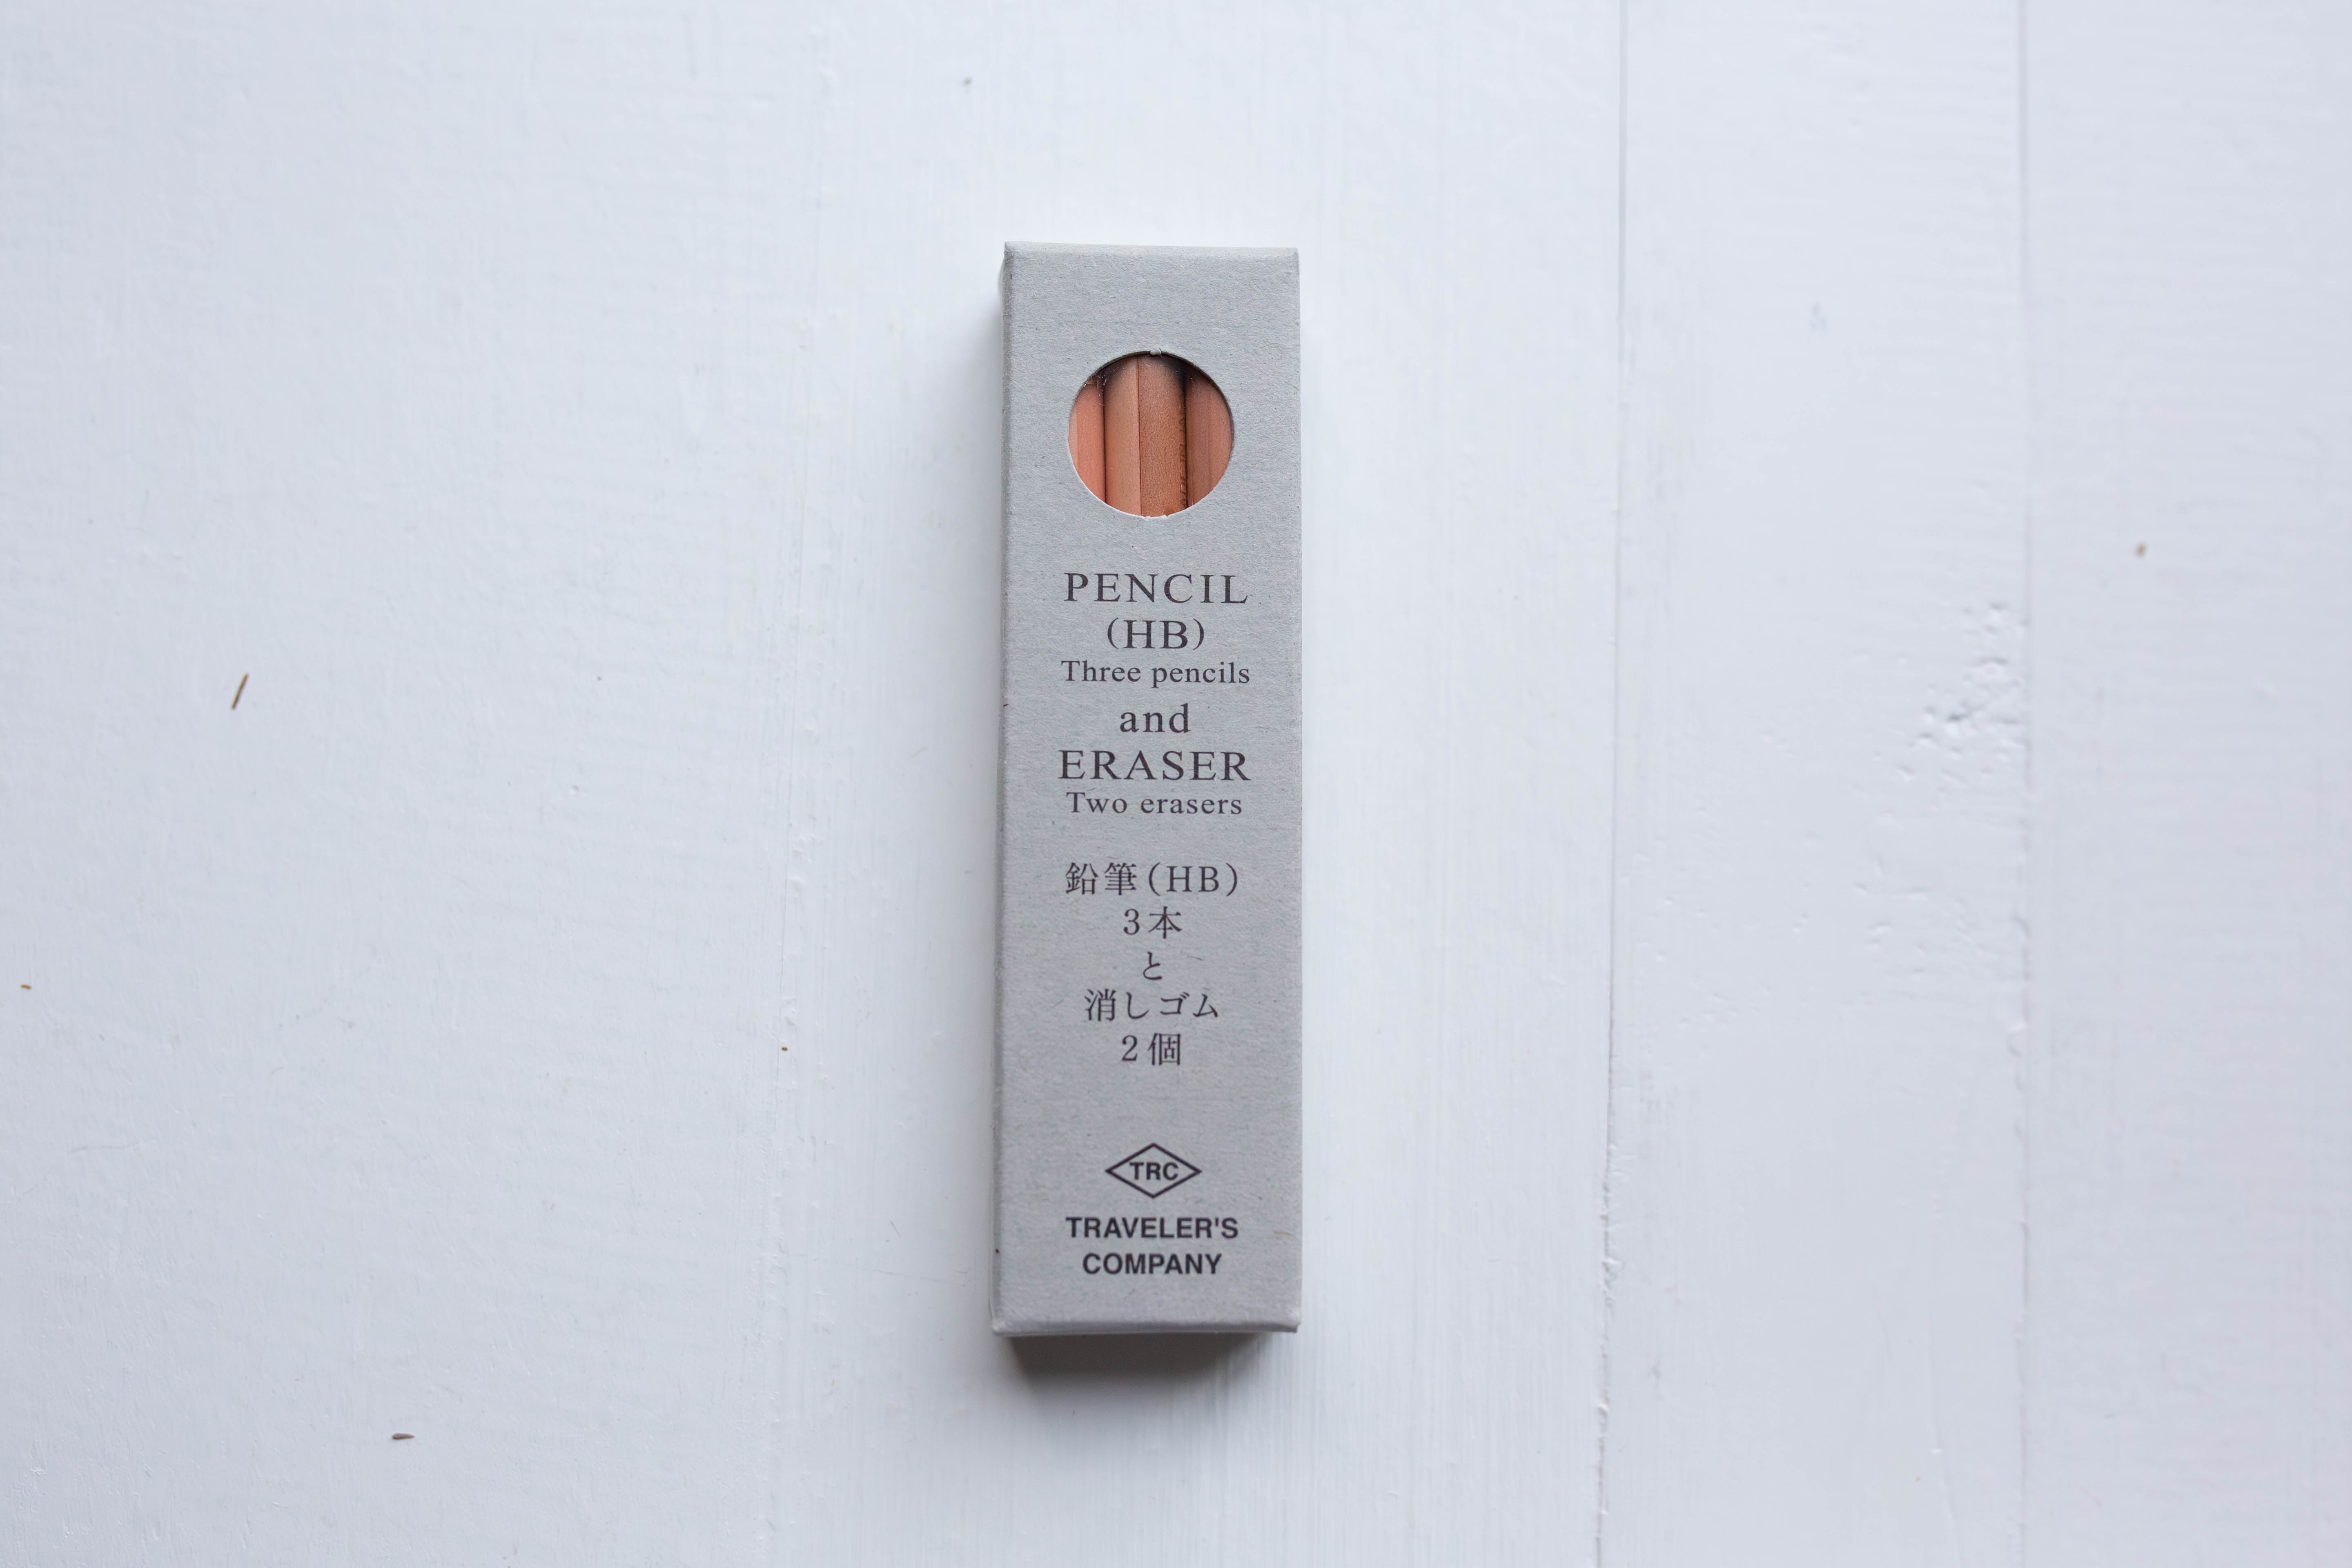 PENCIL
(HB)
Three pencils
and
ERASER
Two erasers
鉛筆(HB)
3本
と
消しゴム
2個
TRC
TRAVELER'S
COMPANY